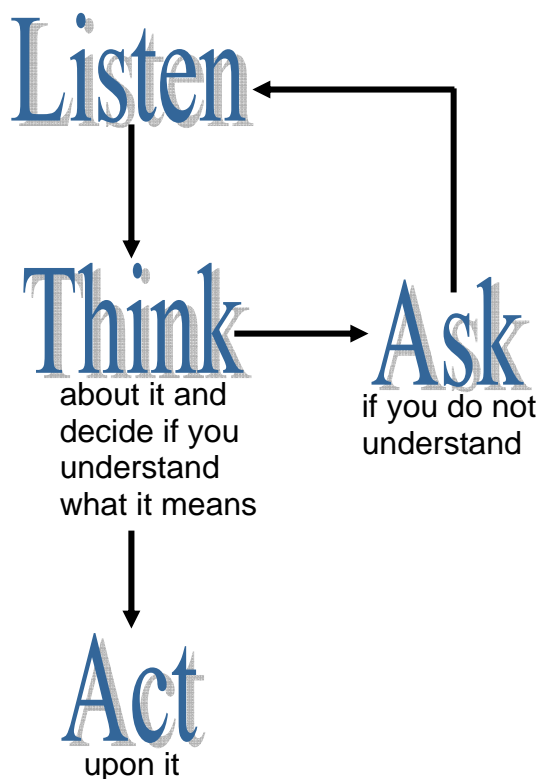 Listen
Think
about it and
decide if you
understand
what it means
Ask
if you do not
understand
Act
upon it